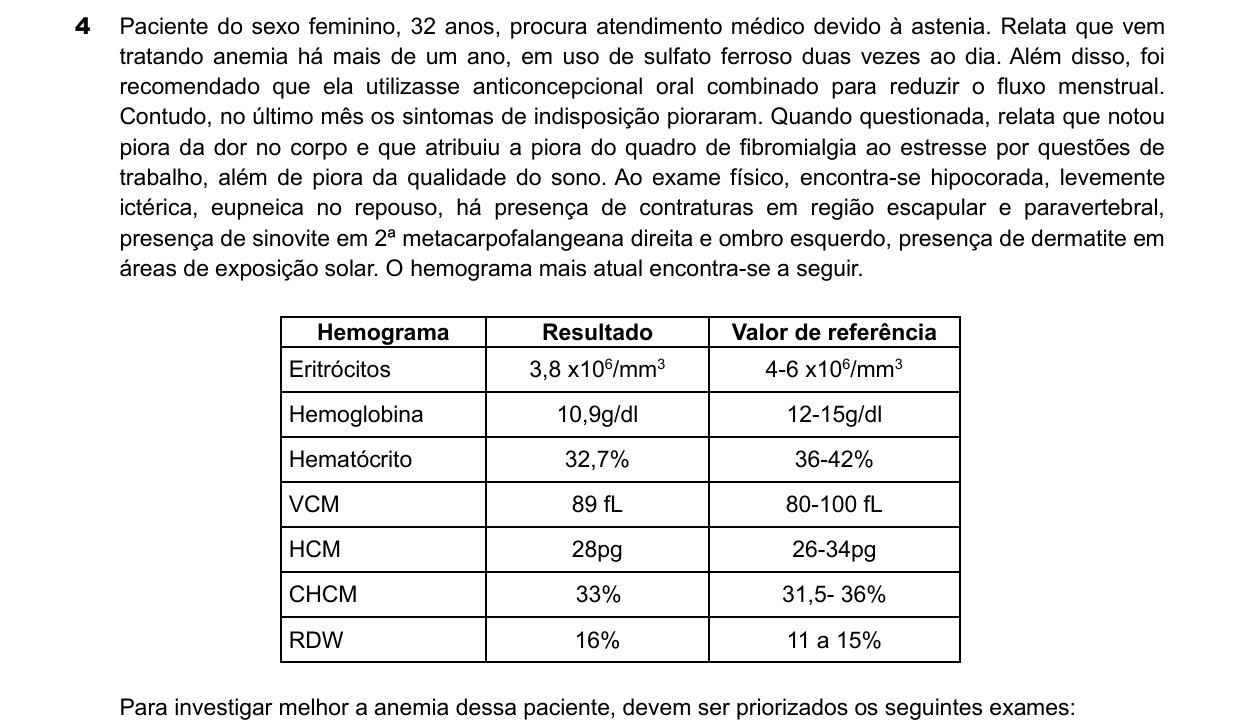 4 Paciente do sexo feminino, 32 anos, procura atendimento médico devido à astenia. Relata que vem
tratando anemia há mais de um ano, em uso de sulfato ferroso duas vezes ao dia. Além disso, foi
recomendado que ela utilizasse anticoncepcional oral combinado para reduzir o fluxo menstrual.
Contudo, no último mês os sintomas de indisposição pioraram. Quando questionada, relata que notou
piora da dor no corpo e que atribuiu a piora do quadro de fibromialgia ao estresse por questões de
trabalho, além de piora da qualidade do sono. Ao exame físico, encontra-se hipocorada, levemente
ictérica, eupneica no repouso, há presença de contraturas em região escapular e paravertebral,
presença de sinovite em 2ª metacarpofalangeana direita e ombro esquerdo, presença de dermatite em
áreas de exposição solar. O hemograma mais atual encontra-se a seguir.
Hemograma Resultado Valor de referência
Eritrócitos 3,8 x10⁶/mm³ 4-6 x10⁶/mm³
Hemoglobina 10,9g/dl 12-15g/dl
Hematócrito 32,7% 36-42%
VCM 89 fL 80-100 fL
HCM 28pg 26-34pg
CHCM 33% 31,5- 36%
RDW 16% 11 a 15%
Para investigar melhor a anemia dessa paciente, devem ser priorizados os seguintes exames: